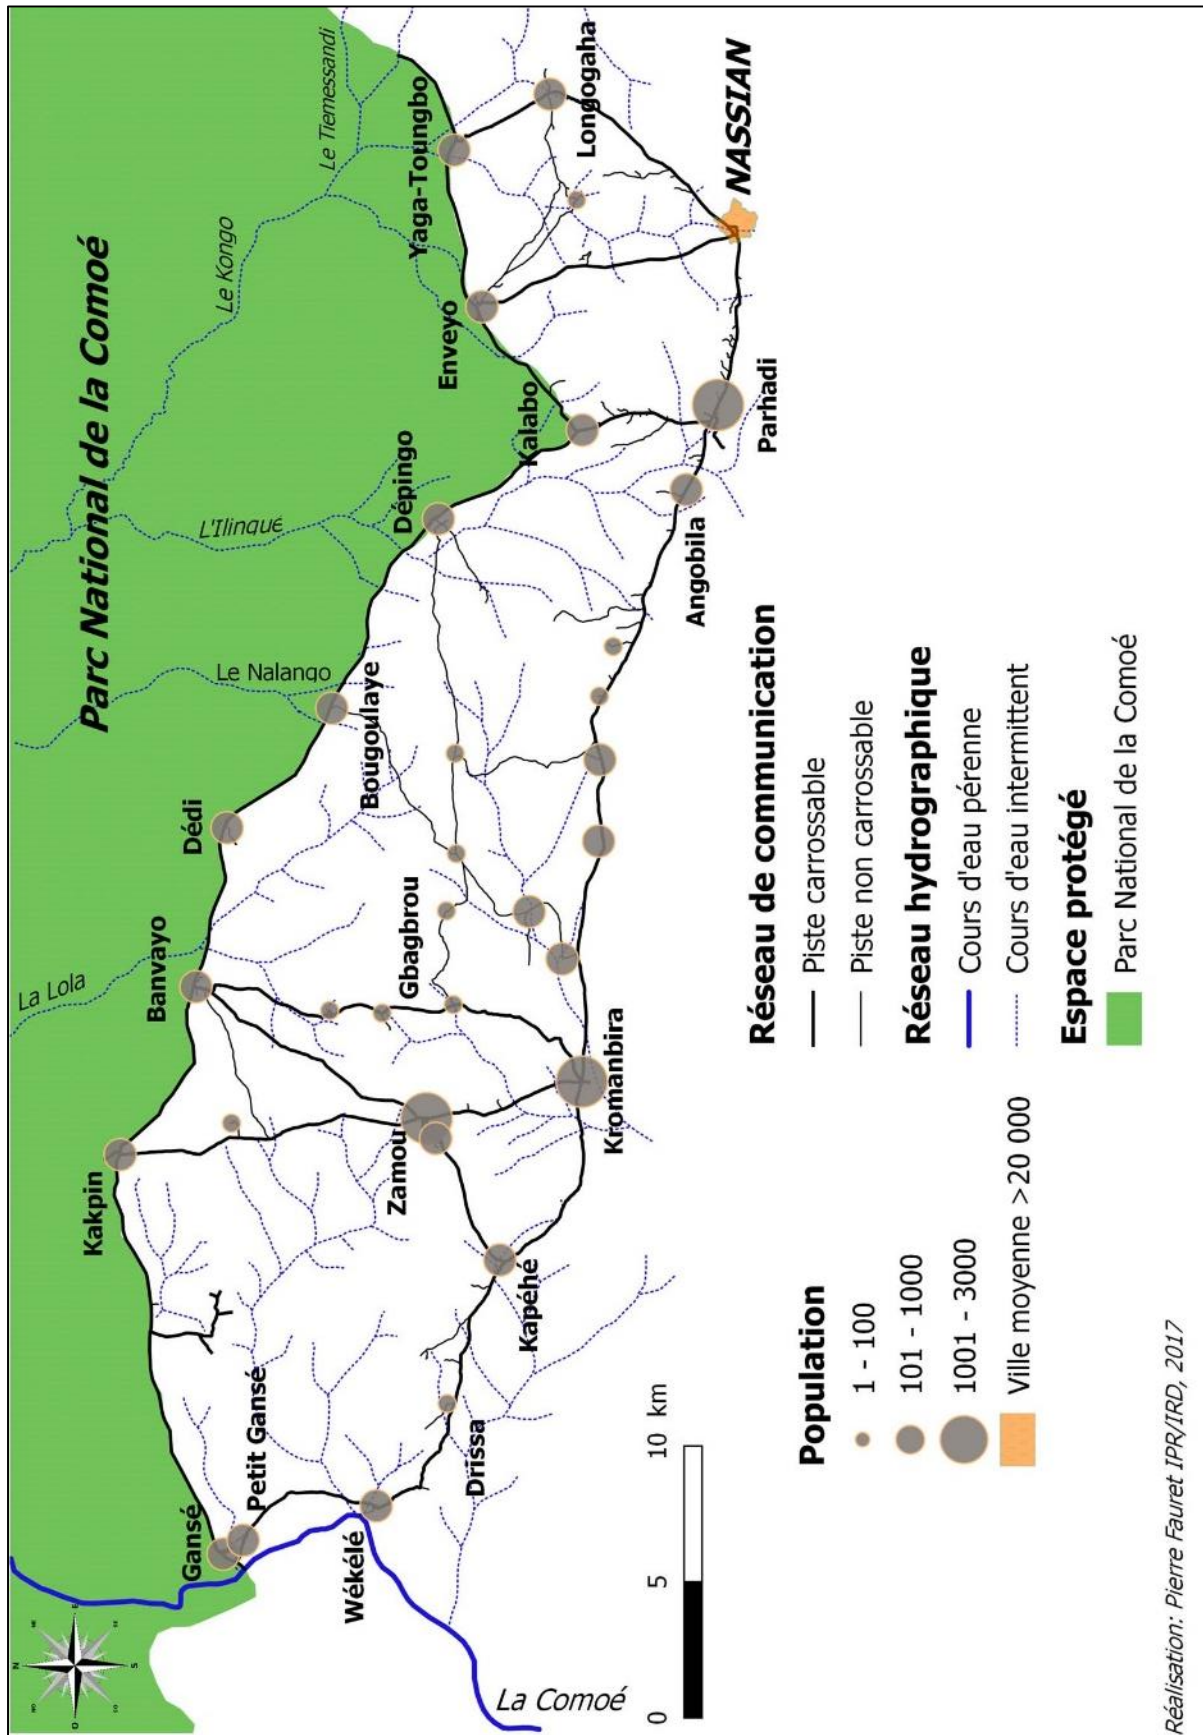 Parc National de la Comoé
Le Tiemessandi
Le Kongo
L'Ilinqué
Le Nalango
La Lola
Yaga-Toungbo
Longogaha
NASSIAN
Enveyo
Kalabo
Parhadi
Dépingo
Angobila
Bougoulaye
Dédi
Banvayo
Gbagbrou
Kakpin
Zamou
Kromanbira
Kapéhé
Gansé
Petit Gansé
Drissa
Wékélé
La Comoé
N
E
S
O
0 5 10 km
Population
1 - 100
101 - 1000
1001 - 3000
Ville moyenne >20 000
Réseau de communication
Piste carrossable
Piste non carrossable
Réseau hydrographique
Cours d'eau pérenne
Cours d'eau intermittent
Espace protégé
Parc National de la Comoé
Réalisation: Pierre Fauret IPR/IRD, 2017